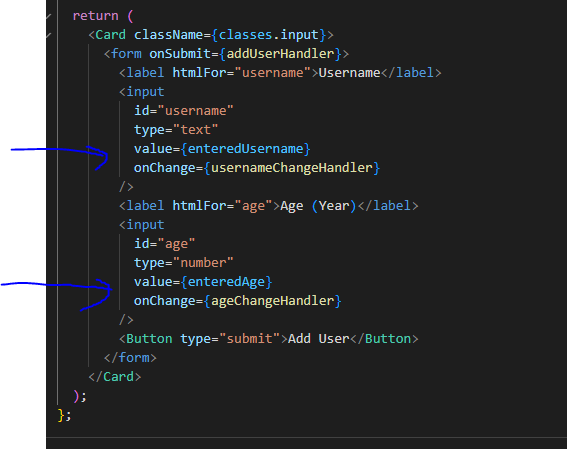 return (
<Card className={classes.input}>
<form onSubmit={addUserHandler}>
<label htmlFor="username">Username</label>
<input
id="username"
type="text"
value={enteredUsername}
onChange={usernameChangeHandler}
/>
<label htmlFor="age">Age (Year)</label>
<input
id="age"
type="number"
value={enteredAge}
onChange={ageChangeHandler}
/>
<Button type="submit">Add User</Button>
</form>
</Card>
);
};